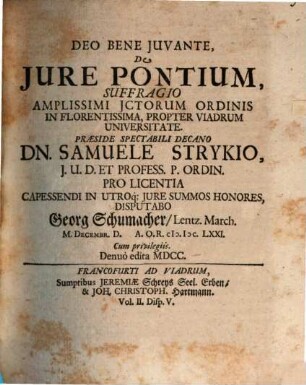 DEO BENE JUVANTE,
De
JURE PONTIUM,
SUFFRAGIO
AMPLISSIMI JCTORUM ORDINIS
IN FLORENTISSIMA, PROPTER VIADRUM
UNIVERSITATE.
PRÆSIDE SPECTABILI DECANO
DN. SAMUELE STRYKIO,
J. U. D. ET PROFESS. P. ORDIN.
PRO LICENTIA
CAPESSENDI IN UTROq; JURE SUMMOS HONORES,
DISPUTABO
Georg Schumacher/ Lentz. March.
M. DECEMBR. D. A. O. R. cIↄ. Iↄc. LXXI.
Cum privilegiis.
Denuò edita MDCC.
FRANCOFURTI AD VIADRUM,
Sumptibus JEREMIÆ Schreys Seel. Erben/
& JOH. CHRISTOPH. Hartmann.
Vol. II. Disp. V.